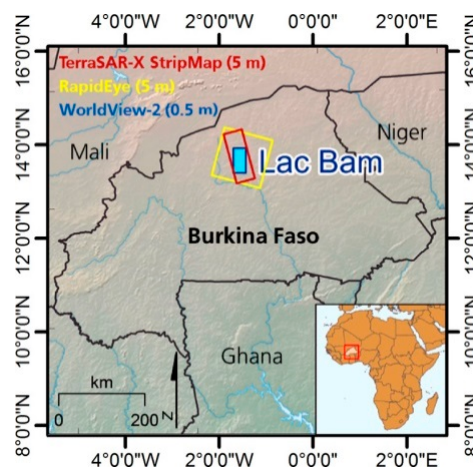 4°0'0"W 2°0'0"W 0°0'0" 2°0'0"E
16°0'0"N
14°0'0"N
12°0'0"N
10°0'0"N
8°0'0"N
TerraSAR-X StripMap (5 m)
RapidEye (5 m)
WorldView-2 (0.5 m)
Niger
Mali
Lac Bam
Burkina Faso
Ghana
km
0 200
N
16°0'0"N
14°0'0"N
12°0'0"N
10°0'0"N
8°0'0"N
4°0'0"W 2°0'0"W 0°0'0" 2°0'0"E